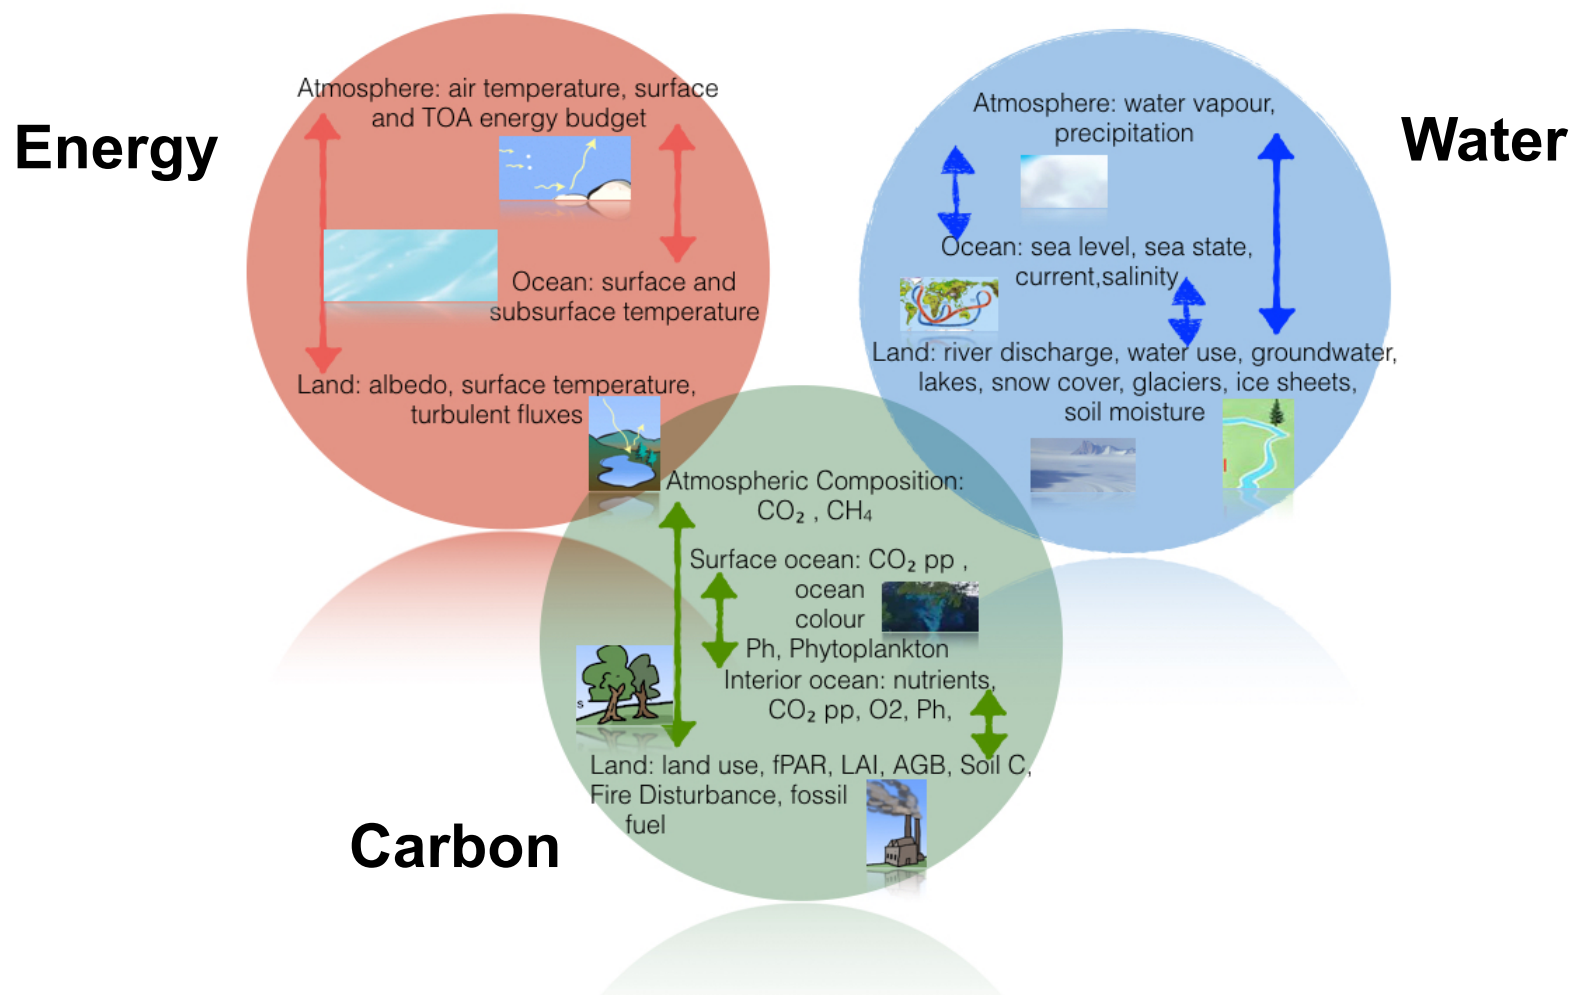 Energy
Atmosphere: air temperature, surface
and TOA energy budget
Ocean: surface and
subsurface temperature
Land: albedo, surface temperature,
turbulent fluxes
Water
Atmosphere: water vapour,
precipitation
Ocean: sea level, sea state,
current,salinity
Land: river discharge, water use, groundwater,
lakes, snow cover, glaciers, ice sheets,
soil moisture
Carbon
Atmospheric Composition:
CO₂ , CH₄
Surface ocean: CO₂ pp ,
ocean
colour
Ph, Phytoplankton
Interior ocean: nutrients,
CO₂ pp, O2, Ph,
s
Land: land use, fPAR, LAI, AGB, Soil C,
Fire Disturbance, fossil
fuel